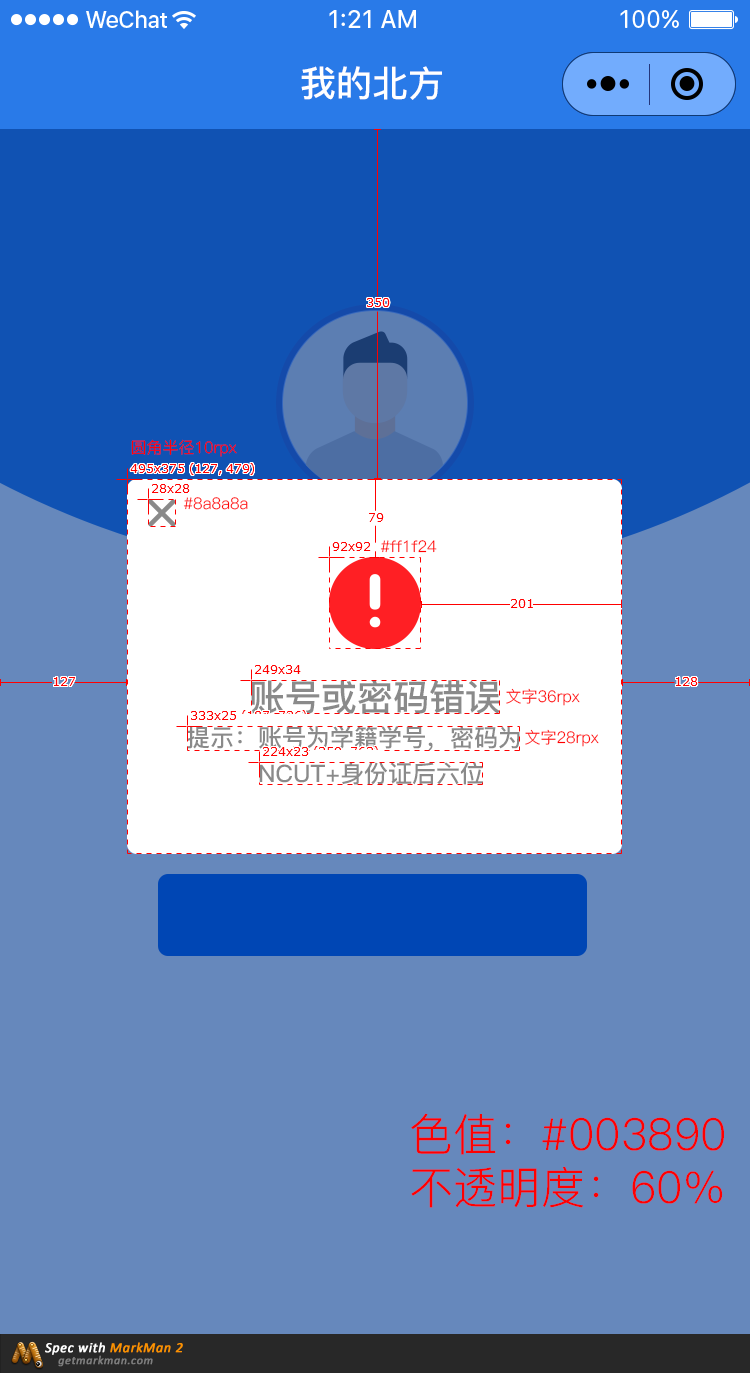 WeChat
1:21 AM
100%
我的北方
350
圆角半径10rpx
495x375 (127, 479)
28x28
#8a8a8a
79
92x92
#ff1f24
201
127
128
249x34
账号或密码错误
文字36rpx
333x25
提示：账号为学籍学号，密码为
文字28rpx
224x23
NCUT+身份证后六位
色值：#003890
不透明度：60%
Spec with MarkMan 2
getmarkman.com